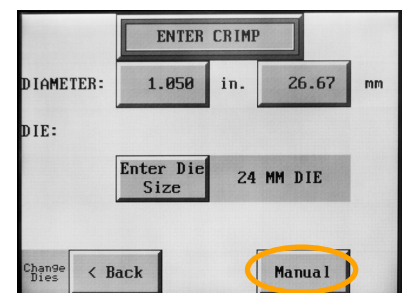 ENTER CRIMP
DIAMETER: 1.050 in. 26.67 mm
DIE:
Enter Die
Size
24 MM DIE
Change
Dies
< Back
Manual